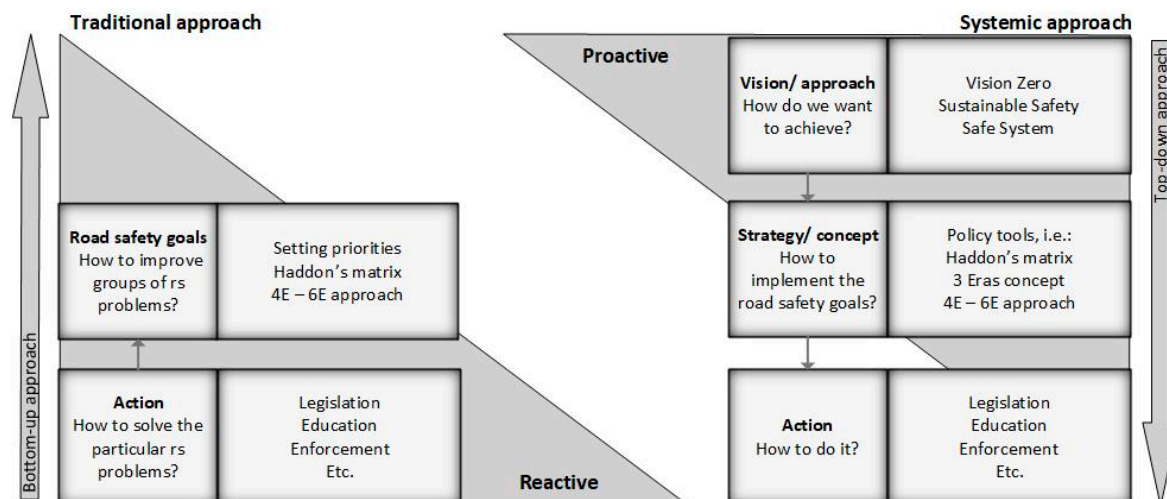 Traditional approach
Systemic approach
Proactive
Vision/ approach
How do we want
to achieve?
Vision Zero
Sustainable Safety
Safe System
Top-down approach
Road safety goals
How to improve
groups of rs
problems?
Setting priorities
Haddon's matrix
4E – 6E approach
Strategy/ concept
How to
implement the
road safety goals?
Policy tools, i.e.:
Haddon's matrix
3 Eras concept
4E – 6E approach
Bottom-up approach
Action
How to solve the
particular rs
problems?
Legislation
Education
Enforcement
Etc.
Reactive
Action
How to do it?
Legislation
Education
Enforcement
Etc.